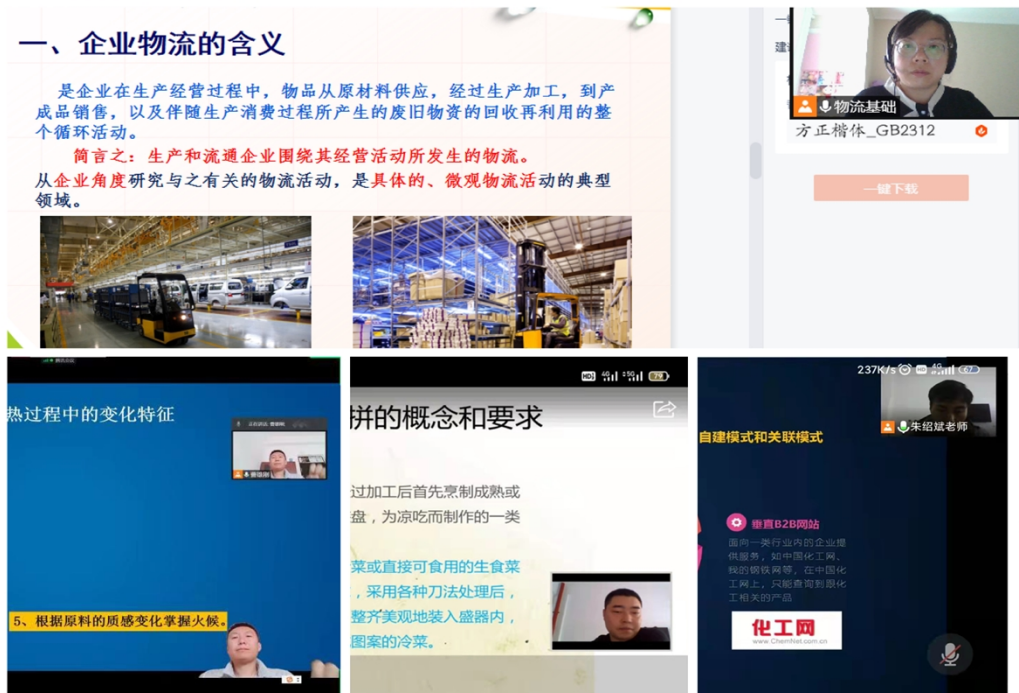 一、企业物流的含义
是企业在生产经营过程中，物品从原材料供应，经过生产加工，到产
成品销售，以及伴随生产消费过程所产生的废旧物资的回收再利用的整
个循环活动。
简言之：生产和流通企业围绕其经营活动所发生的物流。
从企业角度研究与之有关的物流活动，是具体的、微观物流活动的典型
领域。
物流基础
方正楷体_GB2312
一键下载
热过程中的变化特征
5、根据原料的质感变化掌握火候。
拼的概念和要求
过加工后首先烹制成熟或
盘，为凉吃而制作的一类
菜或直接可食用的生食菜
，采用各种刀法处理后，
整齐美观地装入盛器内，
图案的冷菜。
237K/s
朱绍斌老师
自建模式和关联模式
垂直B2B网站
面向一类行业内的企业提
供服务，如中国化工网、
我的钢铁网等，在中国化
工网上，只能查询到跟化
工相关的产品
化工网
www.ChemNet.com.cn